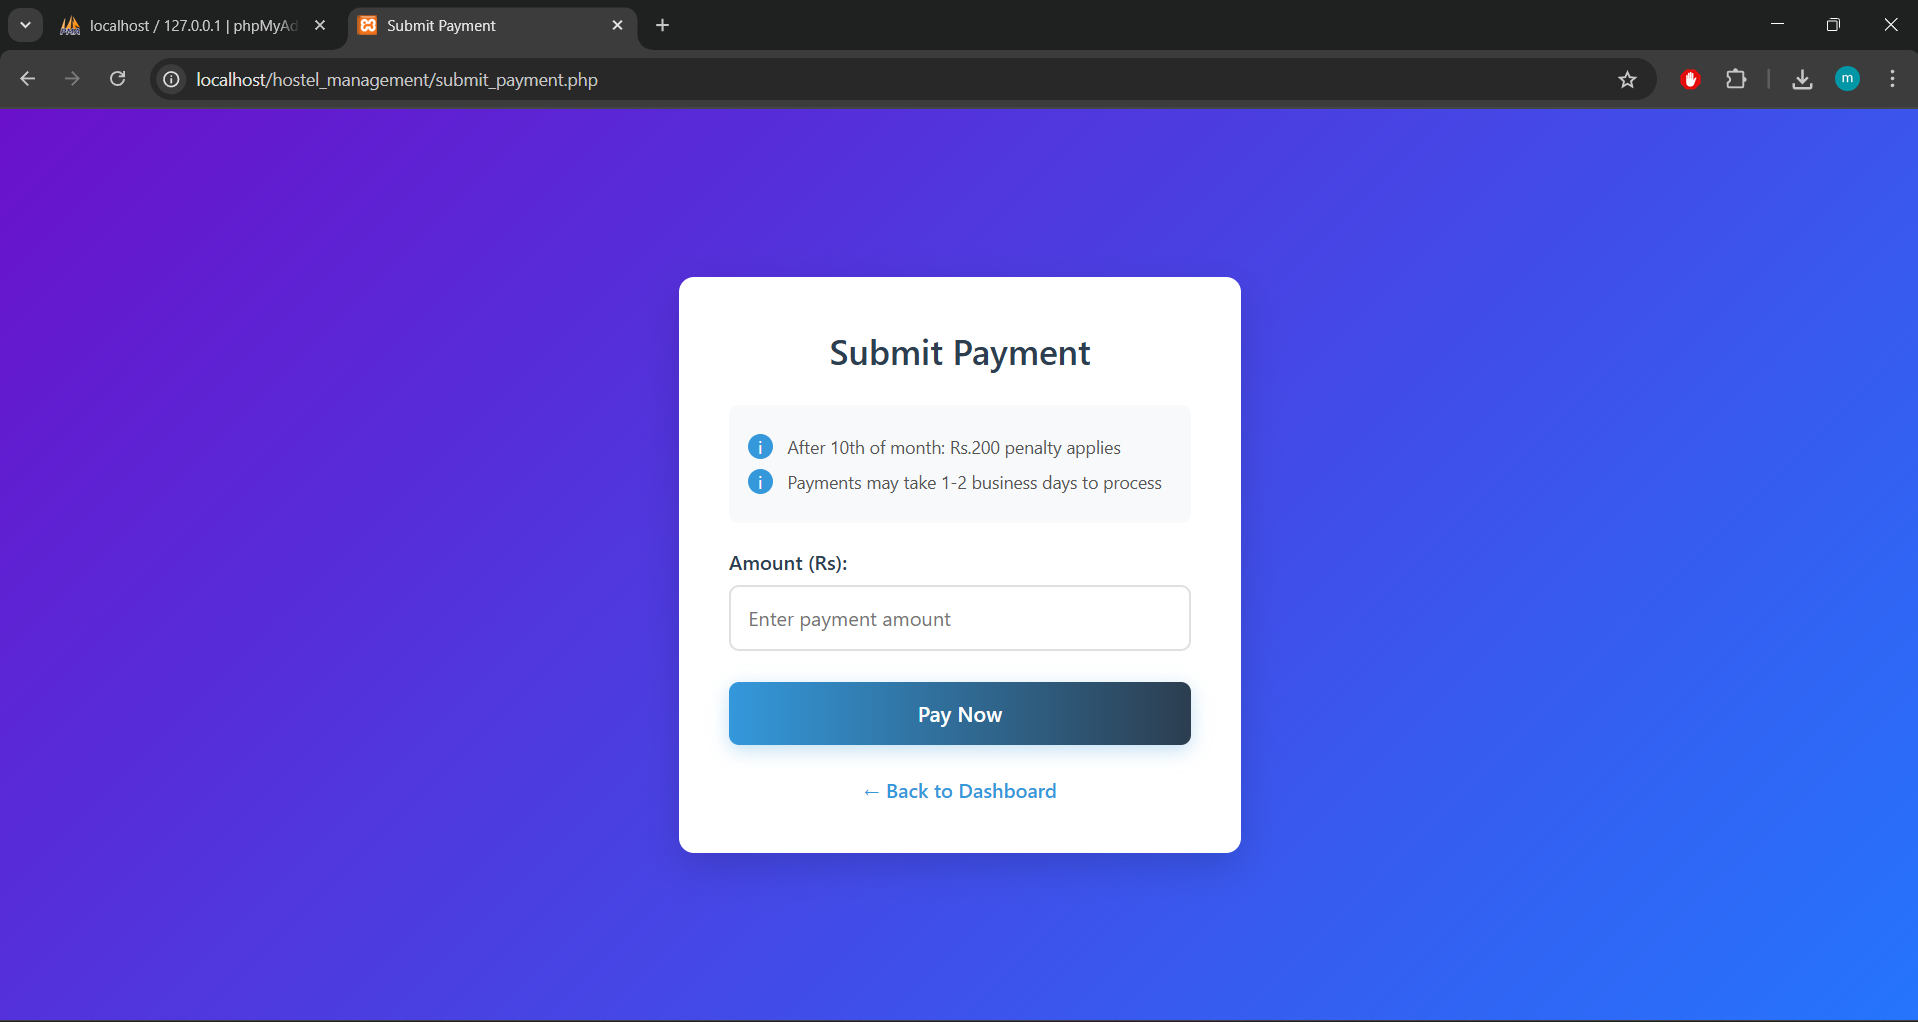 localhost / 127.0.0.1 | phpMyAd
Submit Payment
localhost/hostel_management/submit_payment.php
m
Submit Payment
i After 10th of month: Rs.200 penalty applies
i Payments may take 1-2 business days to process
Amount (Rs):
Enter payment amount
Pay Now
← Back to Dashboard